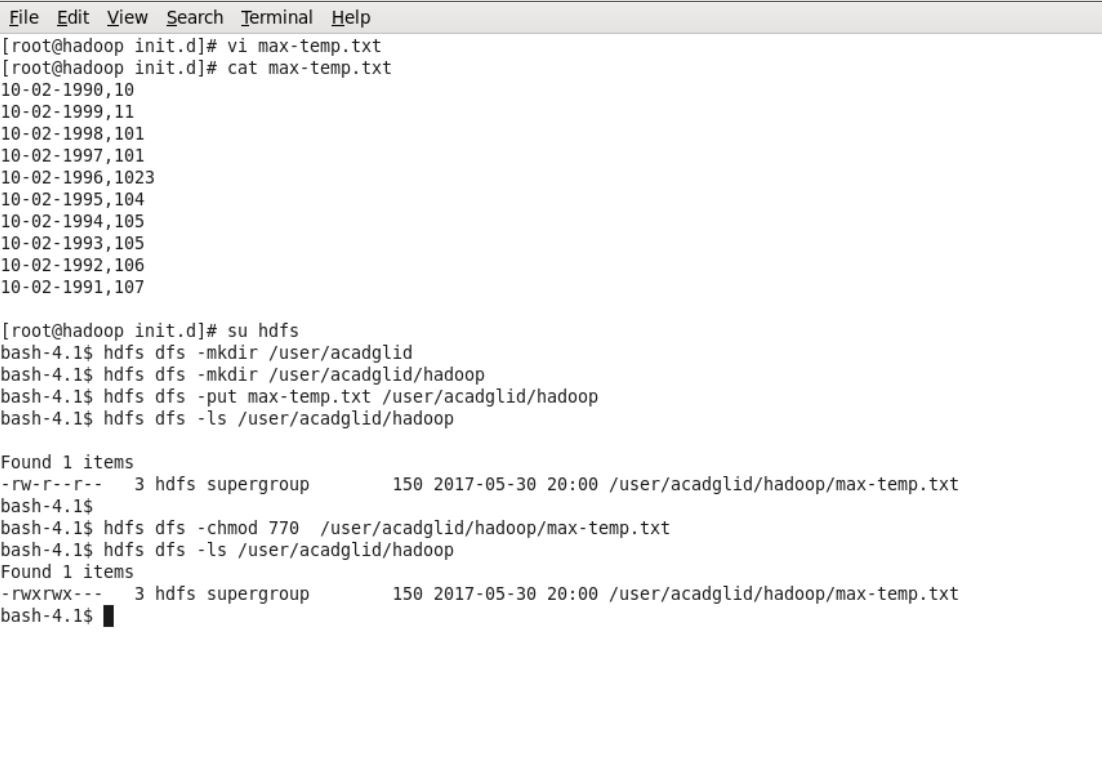 File Edit View Search Terminal Help
[root@hadoop init.d]# vi max-temp.txt
[root@hadoop init.d]# cat max-temp.txt
10-02-1990,10
10-02-1999,11
10-02-1998,101
10-02-1997,101
10-02-1996,1023
10-02-1995,104
10-02-1994,105
10-02-1993,105
10-02-1992,106
10-02-1991,107
[root@hadoop init.d]# su hdfs
bash-4.1$ hdfs dfs -mkdir /user/acadglid
bash-4.1$ hdfs dfs -mkdir /user/acadglid/hadoop
bash-4.1$ hdfs dfs -put max-temp.txt /user/acadglid/hadoop
bash-4.1$ hdfs dfs -ls /user/acadglid/hadoop
Found 1 items
-rw-r--r--   3 hdfs supergroup        150 2017-05-30 20:00 /user/acadglid/hadoop/max-temp.txt
bash-4.1$
bash-4.1$ hdfs dfs -chmod 770  /user/acadglid/hadoop/max-temp.txt
bash-4.1$ hdfs dfs -ls /user/acadglid/hadoop
Found 1 items
-rwxrwx---   3 hdfs supergroup        150 2017-05-30 20:00 /user/acadglid/hadoop/max-temp.txt
bash-4.1$